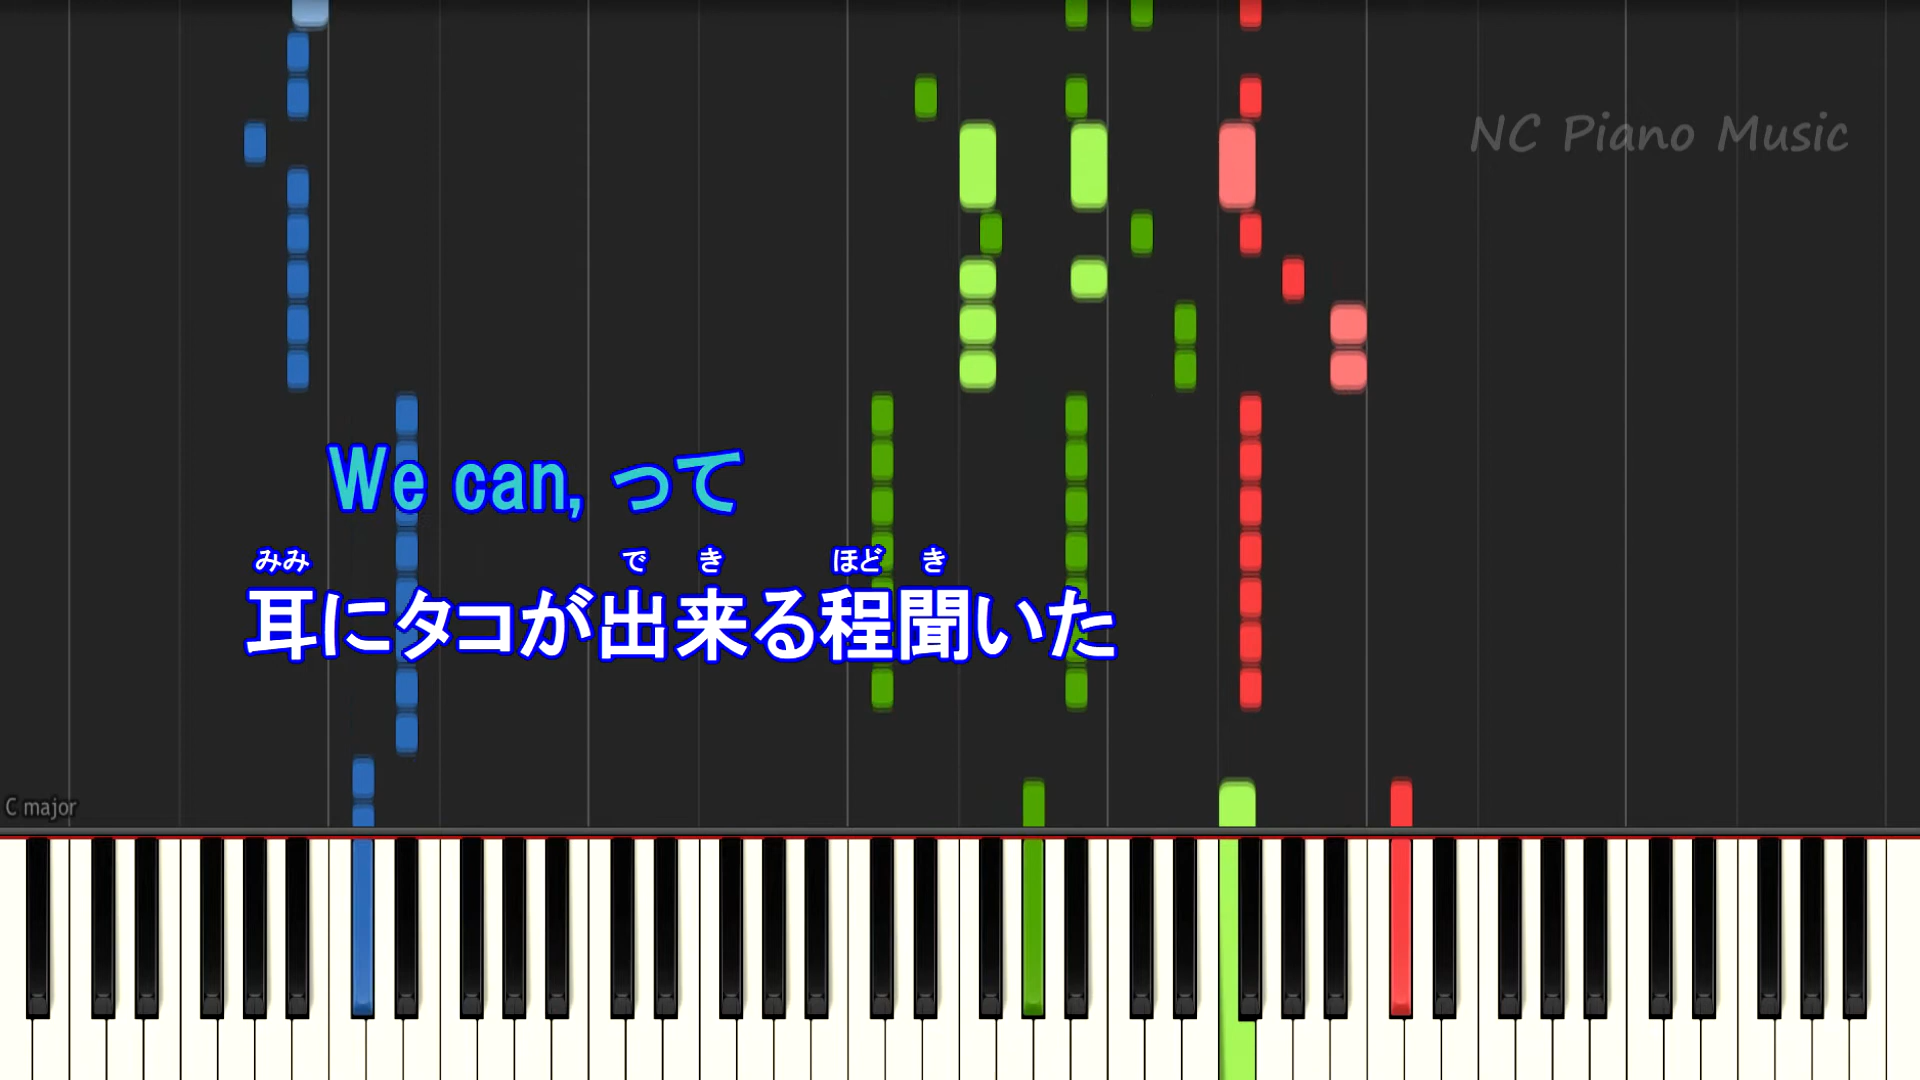 NC Piano Music
We can, って
みみ で き ほど き
耳にタコが出来る程聞いた
C major